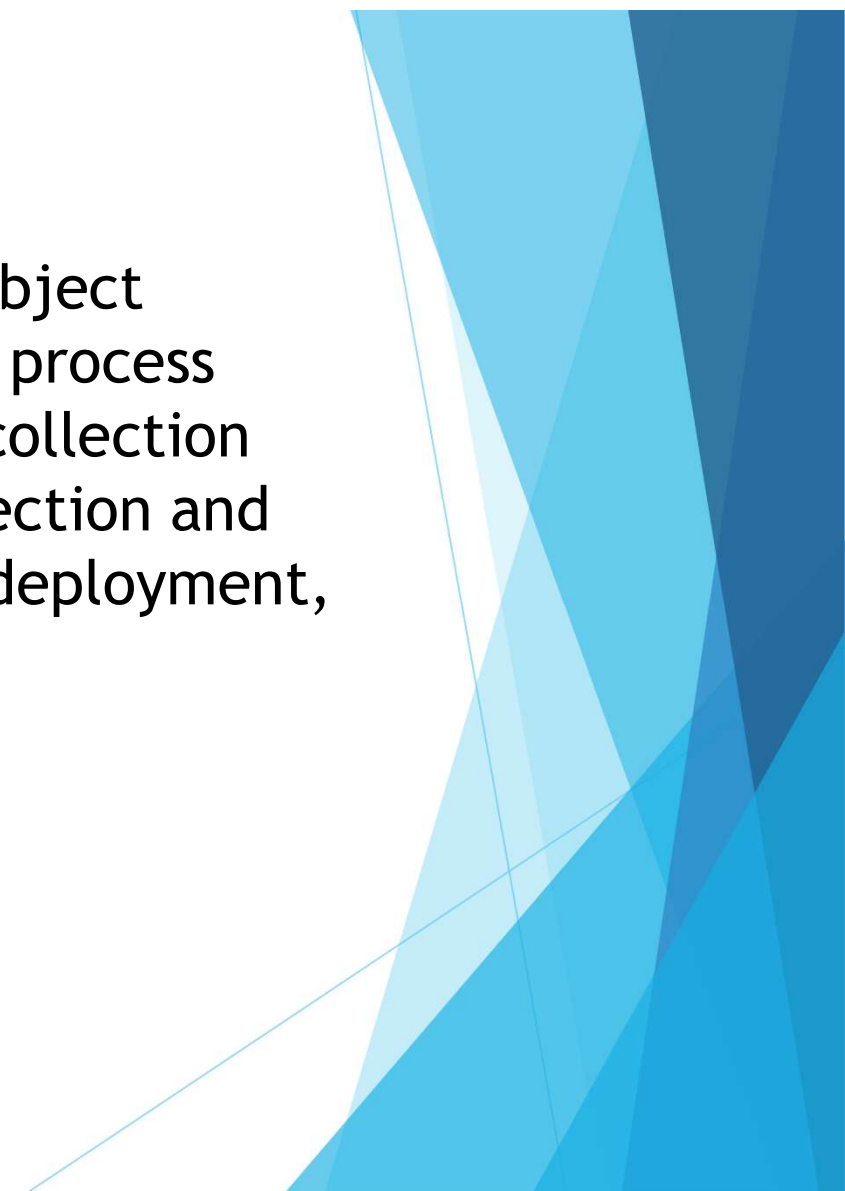 bject
process
collection
ection and
deployment,